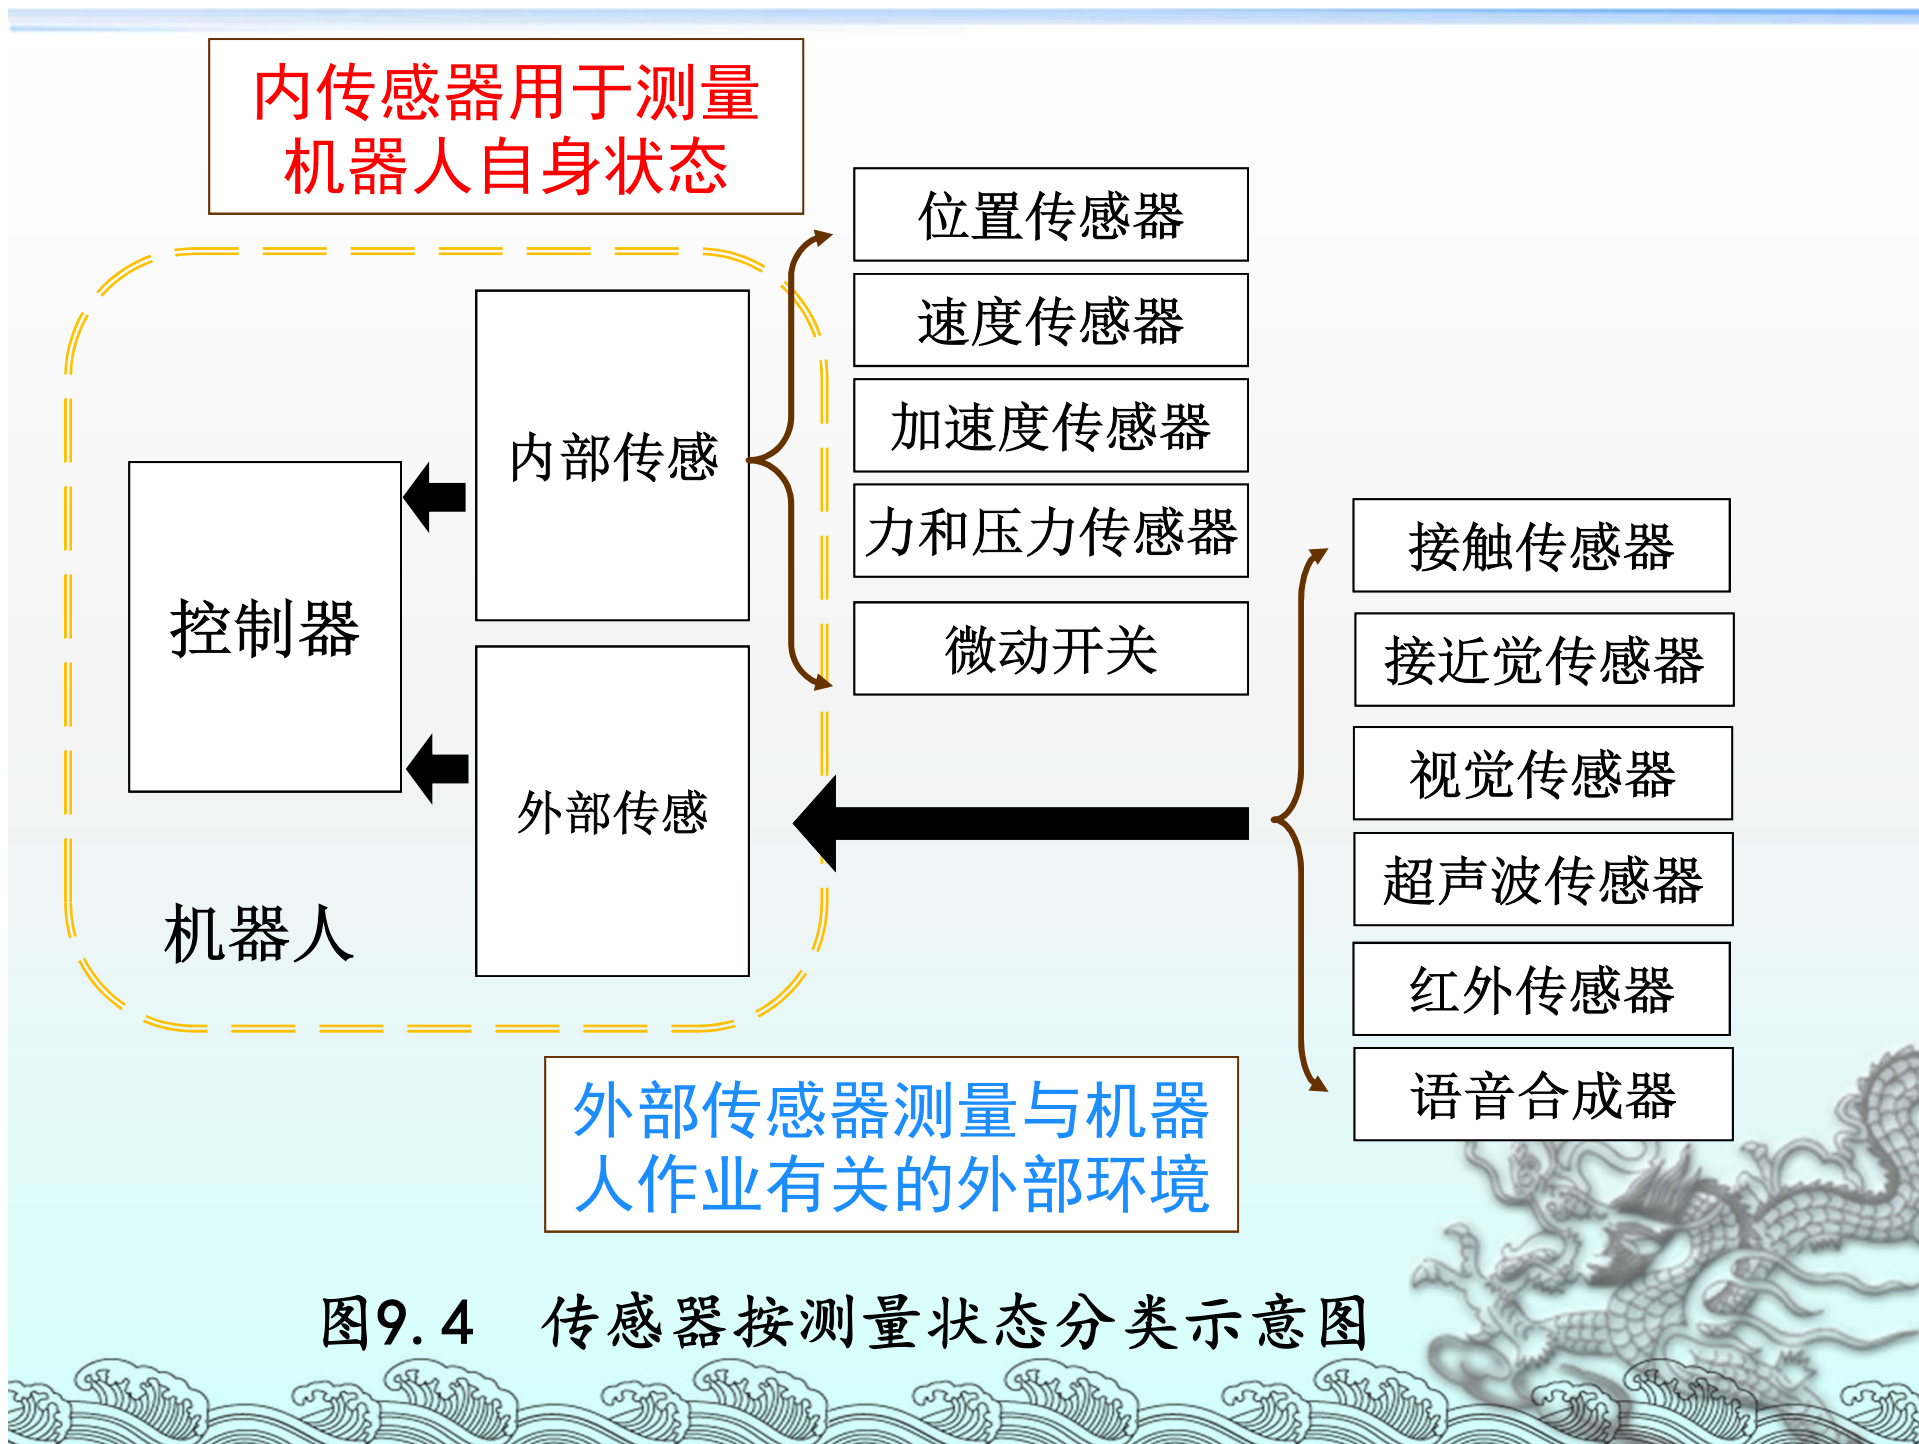 内传感器用于测量
机器人自身状态
位置传感器
速度传感器
加速度传感器
力和压力传感器
微动开关
内部传感
控制器
外部传感
机器人
接触传感器
接近觉传感器
视觉传感器
超声波传感器
红外传感器
语音合成器
外部传感器测量与机器
人作业有关的外部环境
图9.4 传感器按测量状态分类示意图